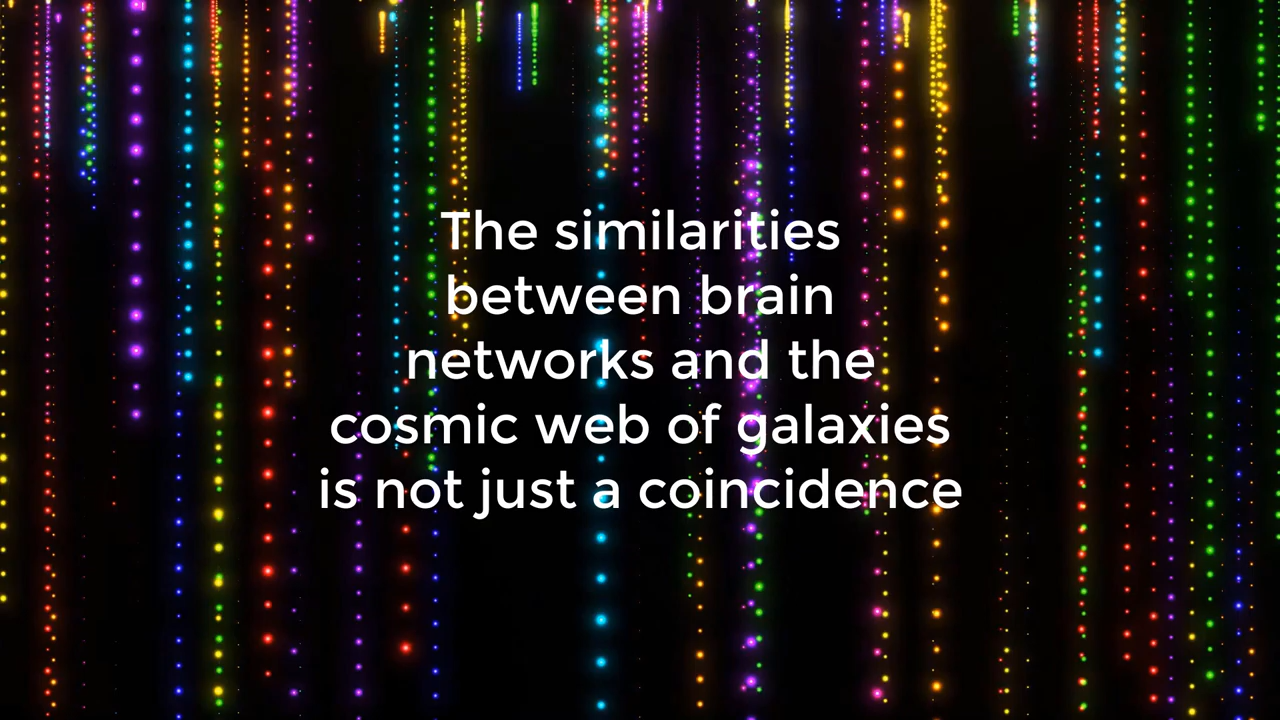 The similarities
between brain
networks and the
cosmic web of galaxies
is not just a coincidence